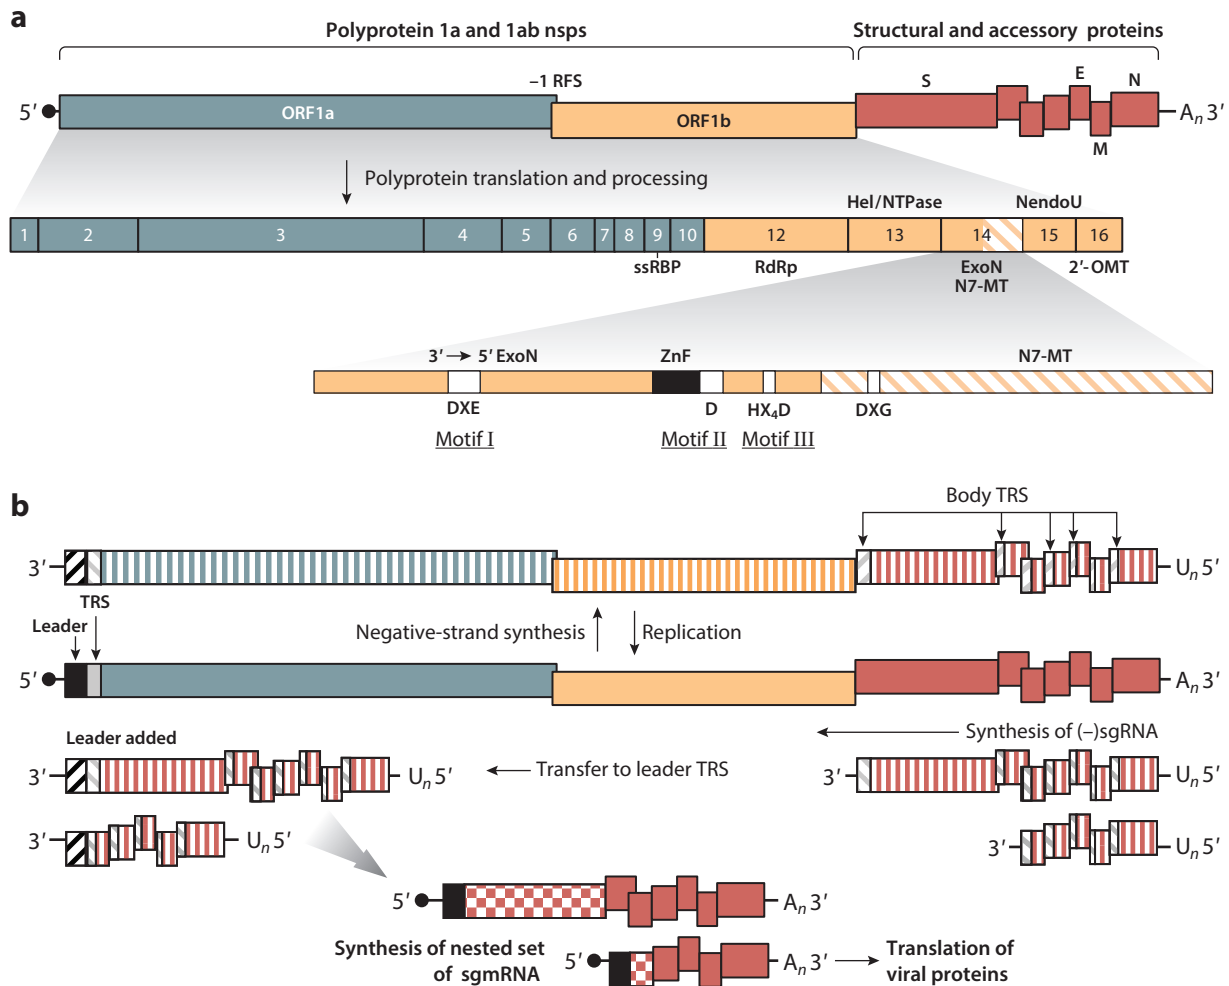 a
Polyprotein 1a and 1ab nsps
Structural and accessory proteins
–1 RFS
S
E
N
5′
ORF1a
ORF1b
Aₙ 3′
M
Polyprotein translation and processing
Hel/NTPase
NendoU
1 2 3 4 5 6 7 8 9 10 12 13 14 15 16
ssRBP
RdRp
ExoN
N7-MT
2′-OMT
3′ → 5′ ExoN
ZnF
N7-MT
DXE
D
HX₄D
DXG
Motif I
Motif II
Motif III
b
Body TRS
3′
Uₙ 5′
TRS
Leader
Negative-strand synthesis
Replication
5′
Aₙ 3′
Synthesis of (–)sgRNA
Leader added
3′
Uₙ 5′
Transfer to leader TRS
3′
Uₙ 5′
3′
Uₙ 5′
3′
Uₙ 5′
5′
Aₙ 3′
Synthesis of nested set
of sgmRNA
5′
Aₙ 3′
Translation of
viral proteins